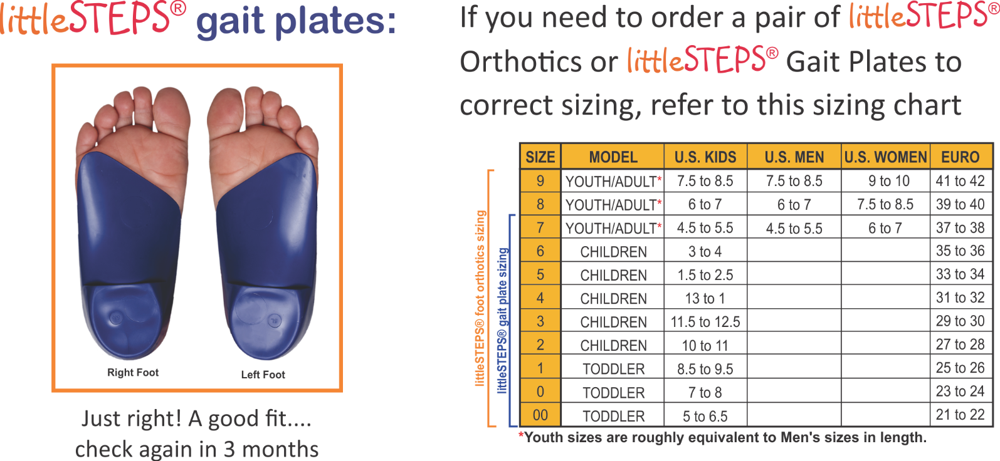 littleSTEPS® gait plates:
Right Foot
Left Foot
Just right! A good fit....
check again in 3 months
If you need to order a pair of littleSTEPS®
Orthotics or littleSTEPS® Gait Plates to
correct sizing, refer to this sizing chart
littleSTEPS® foot orthotics sizing
littleSTEPS® gait plate sizing
SIZE MODEL U.S. KIDS U.S. MEN U.S. WOMEN EURO
9 YOUTH/ADULT* 7.5 to 8.5 7.5 to 8.5 9 to 10 41 to 42
8 YOUTH/ADULT* 6 to 7 6 to 7 7.5 to 8.5 39 to 40
7 YOUTH/ADULT* 4.5 to 5.5 4.5 to 5.5 6 to 7 37 to 38
6 CHILDREN 3 to 4 35 to 36
5 CHILDREN 1.5 to 2.5 33 to 34
4 CHILDREN 13 to 1 31 to 32
3 CHILDREN 11.5 to 12.5 29 to 30
2 CHILDREN 10 to 11 27 to 28
1 TODDLER 8.5 to 9.5 25 to 26
0 TODDLER 7 to 8 23 to 24
00 TODDLER 5 to 6.5 21 to 22
*Youth sizes are roughly equivalent to Men's sizes in length.